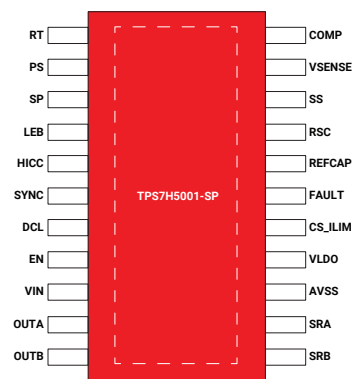 RT
PS
SP
LEB
HICC
SYNC
DCL
EN
VIN
OUTA
OUTB
TPS7H5001-SP
COMP
VSENSE
SS
RSC
REFCAP
FAULT
CS_ILIM
VLDO
AVSS
SRA
SRB